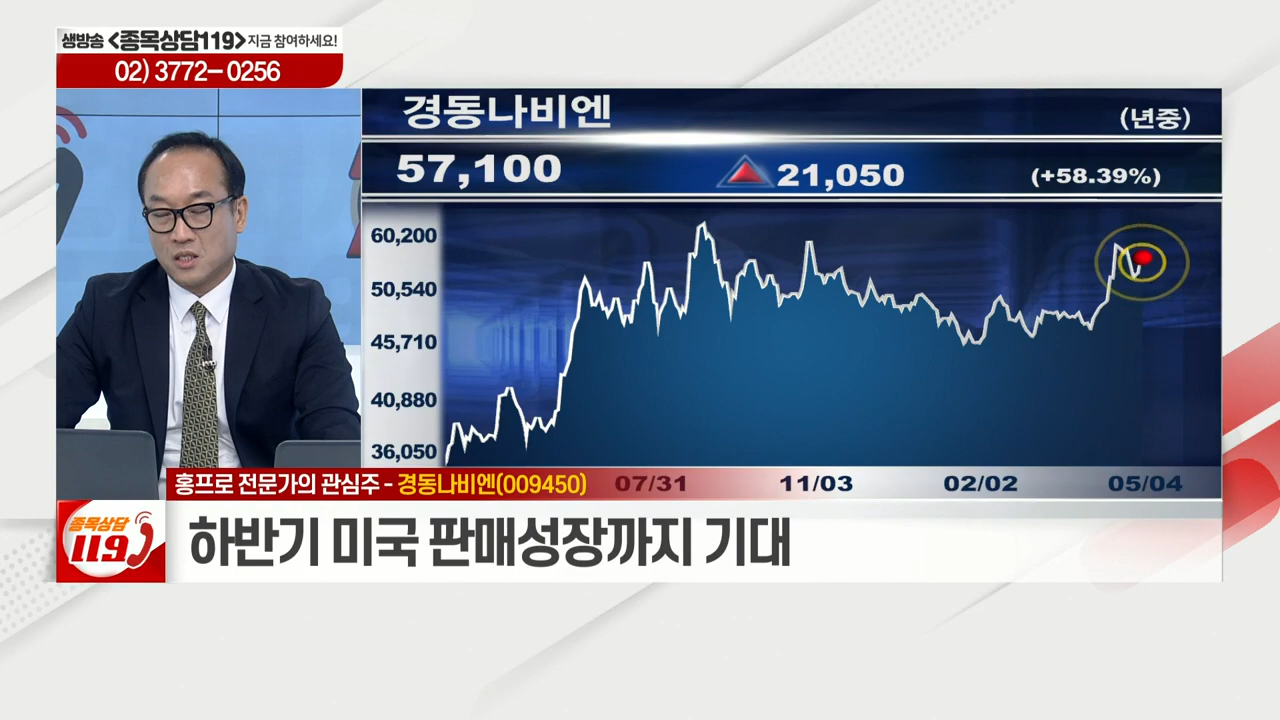 생방송 <종목상담119> 지금 참여하세요!
02) 3772-0256
경동나비엔
(년중)
57,100 ▲ 21,050 (+58.39%)
60,200
50,540
45,710
40,880
36,050
07/31 11/03 02/02 05/04
홍프로 전문가의 관심주 - 경동나비엔(009450)
종목상담
119
하반기 미국 판매성장까지 기대